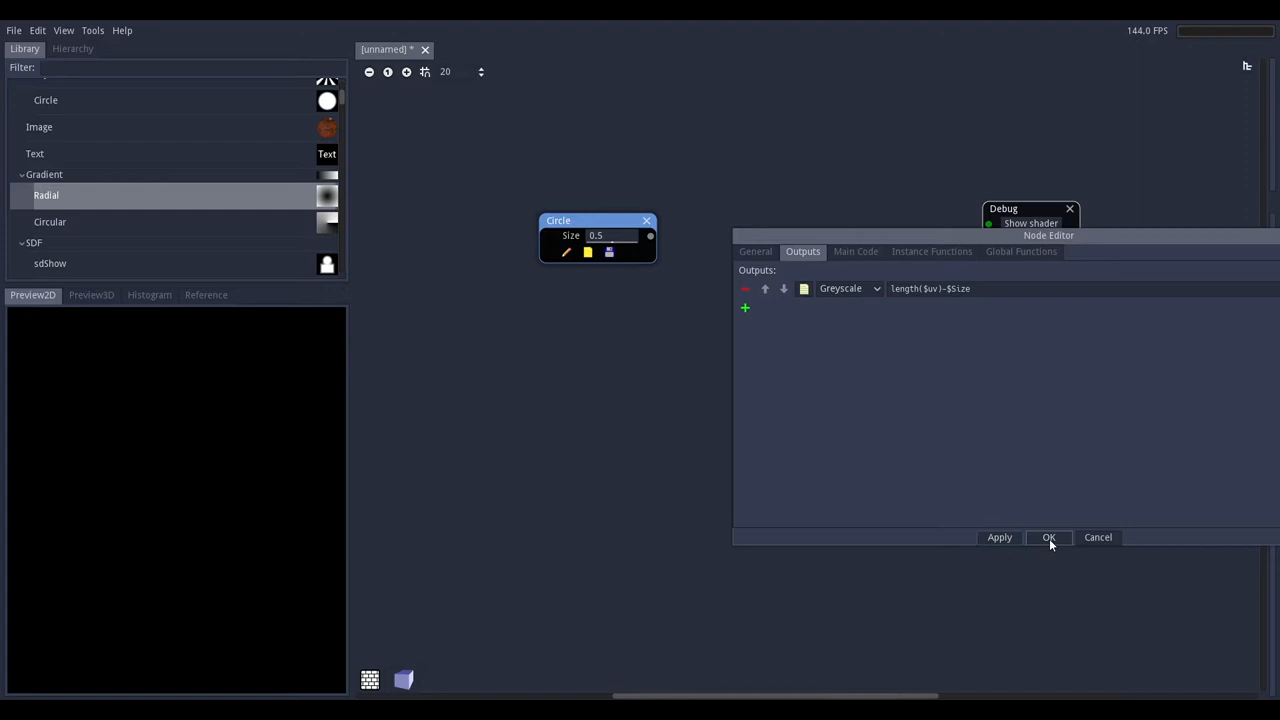 File Edit View Tools Help
144.0 FPS
Library Hierarchy
[unnamed] *
Filter:
20
Circle
Image
Text
Text
Gradient
Radial
Circular
SDF
sdShow
Circle
Size 0.5
Debug
Show shader
Node Editor
General Outputs Main Code Instance Functions Global Functions
Outputs:
Greyscale length($uv)-$Size
Preview2D Preview3D Histogram Reference
Apply OK Cancel